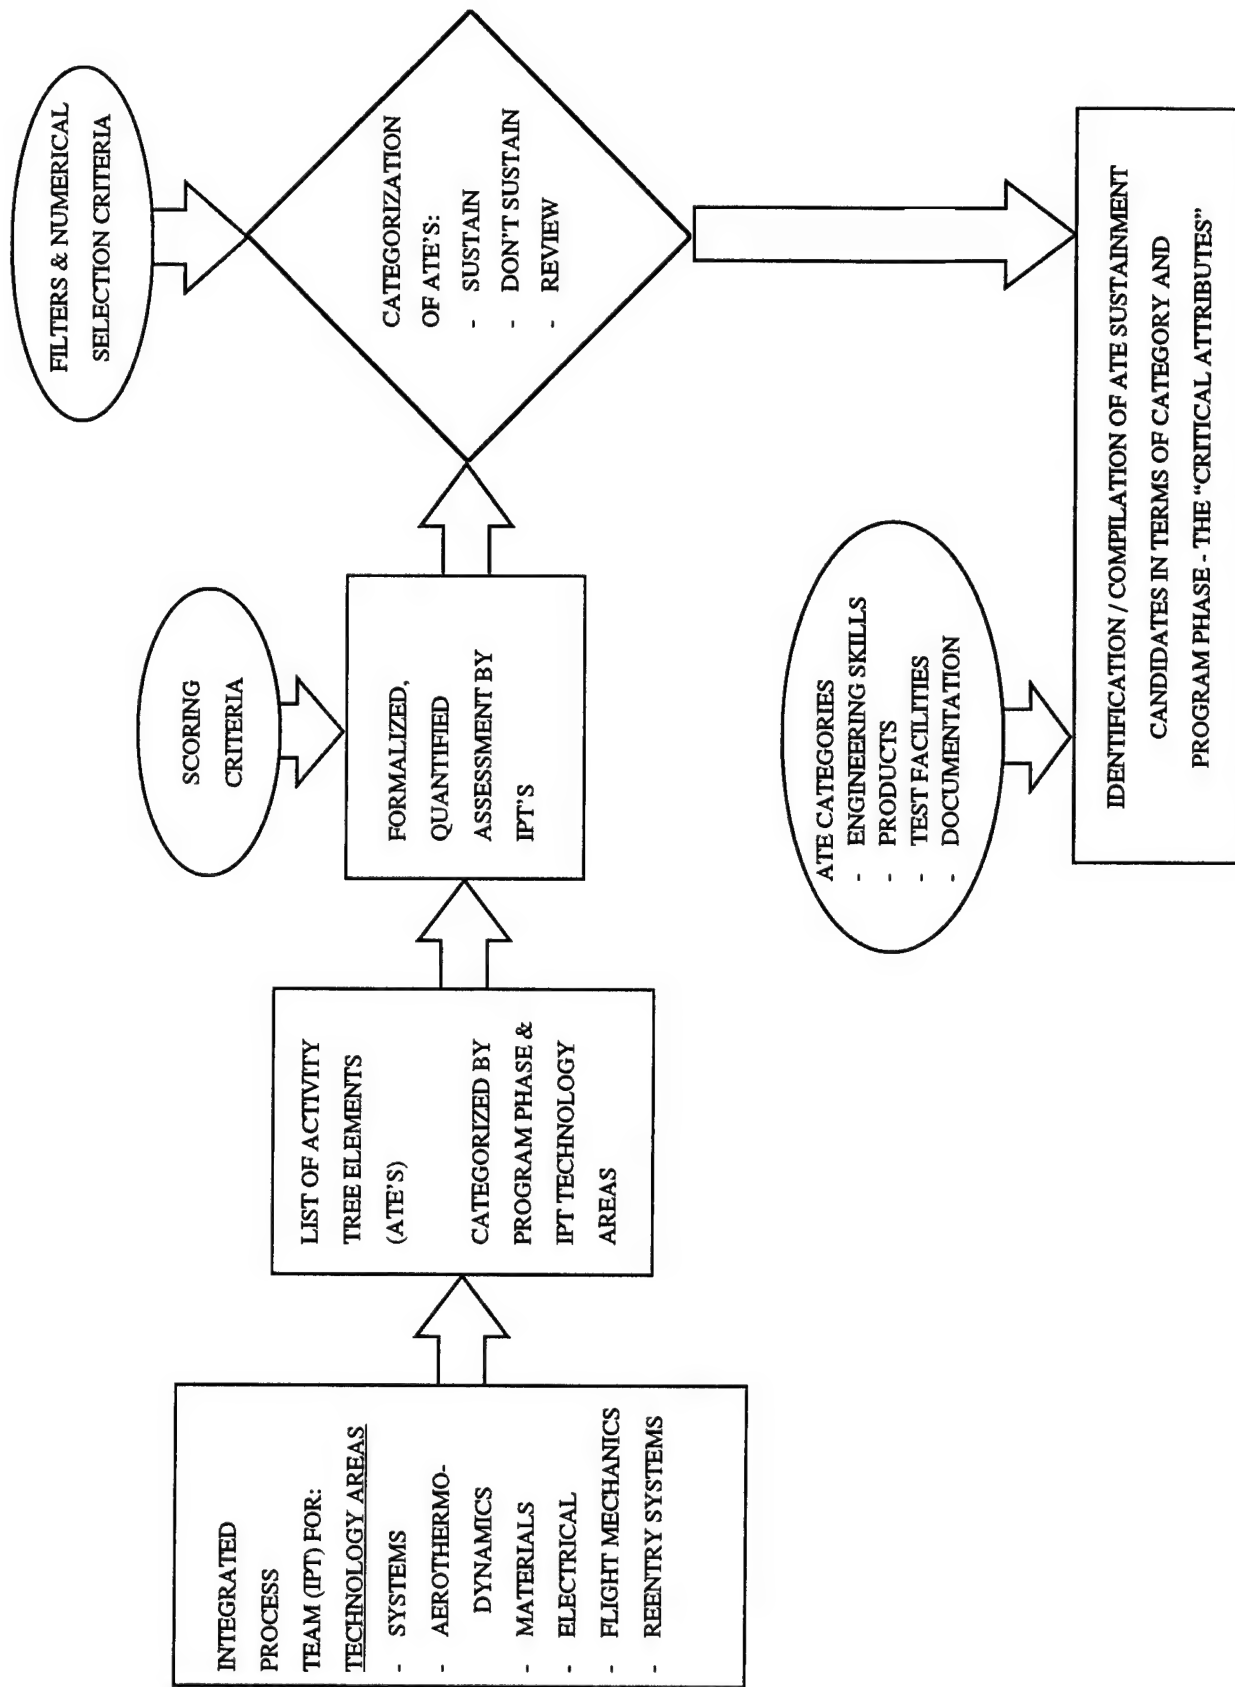 INTEGRATED
PROCESS
TEAM (IPT) FOR:
TECHNOLOGY AREAS
- SYSTEMS
- AEROTHERMO-
DYNAMICS
- MATERIALS
- ELECTRICAL
- FLIGHT MECHANICS
- REENTRY SYSTEMS
LIST OF ACTIVITY
TREE ELEMENTS
(ATE'S)
CATEGORIZED BY
PROGRAM PHASE &
IPT TECHNOLOGY
AREAS
SCORING
CRITERIA
FORMALIZED,
QUANTIFIED
ASSESSMENT BY
IPT'S
FILTERS & NUMERICAL
SELECTION CRITERIA
CATEGORIZATION
OF ATE'S:
- SUSTAIN
- DON'T SUSTAIN
- REVIEW
ATE CATEGORIES
- ENGINEERING SKILLS
- PRODUCTS
- TEST FACILITIES
- DOCUMENTATION
IDENTIFICATION / COMPILATION OF ATE SUSTAINMENT
CANDIDATES IN TERMS OF CATEGORY AND
PROGRAM PHASE - THE "CRITICAL ATTRIBUTES"